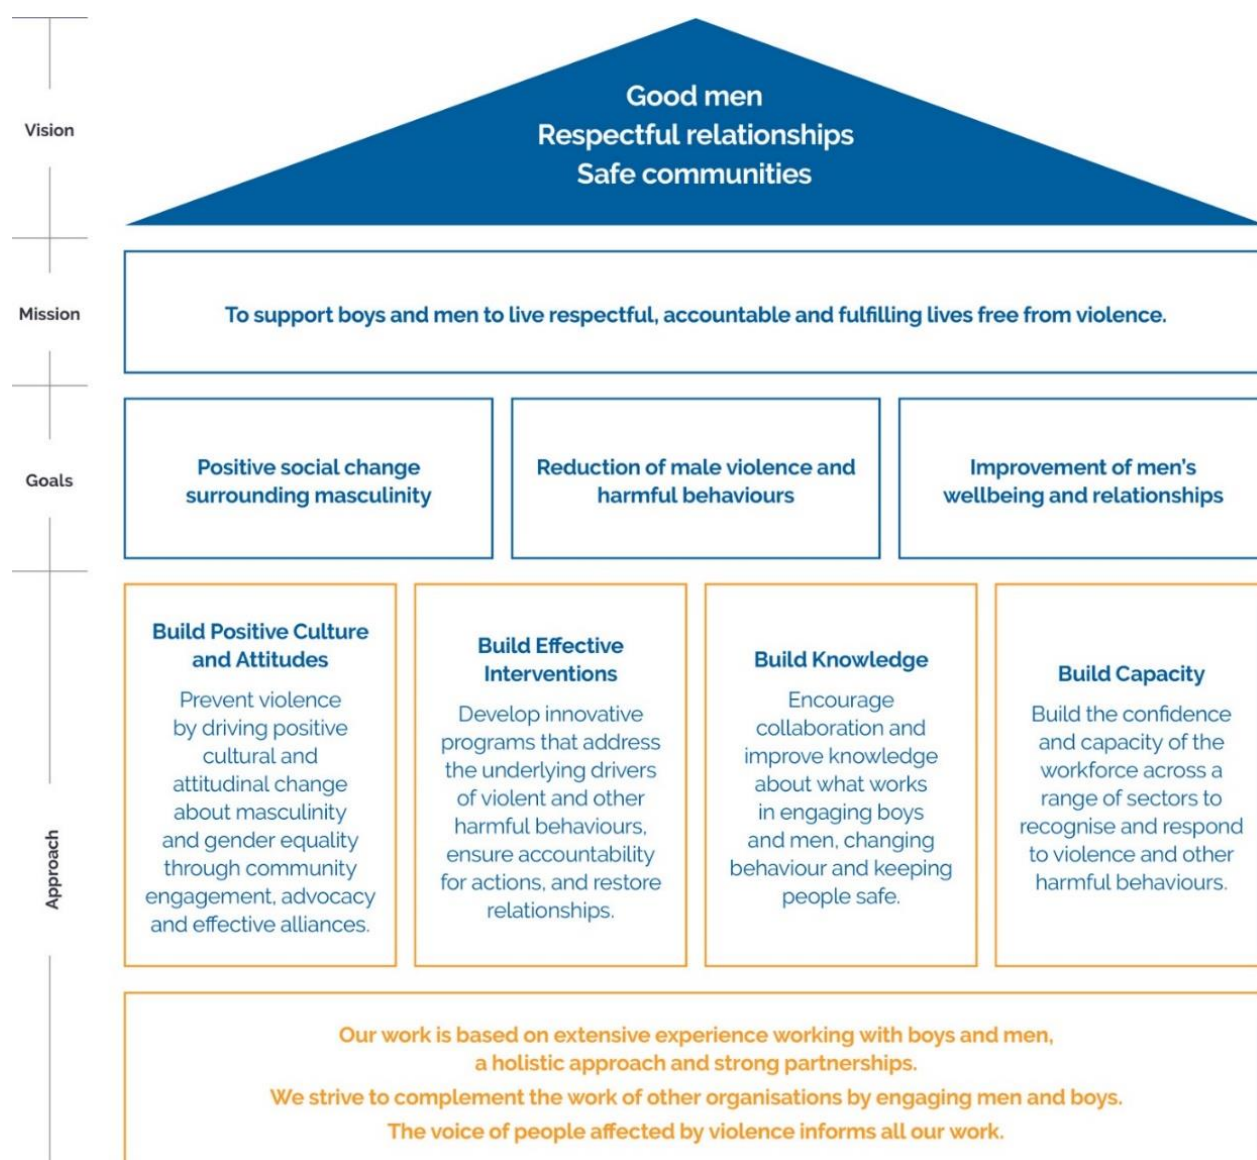 Vision
Good men
Respectful relationships
Safe communities
Mission
To support boys and men to live respectful, accountable and fulfilling lives free from violence.
Goals
Positive social change
surrounding masculinity
Reduction of male violence and
harmful behaviours
Improvement of men's
wellbeing and relationships
Approach
Build Positive Culture
and Attitudes
Prevent violence
by driving positive
cultural and
attitudinal change
about masculinity
and gender equality
through community
engagement, advocacy
and effective alliances.
Build Effective
Interventions
Develop innovative
programs that address
the underlying drivers
of violent and other
harmful behaviours,
ensure accountability
for actions, and restore
relationships.
Build Knowledge
Encourage
collaboration and
improve knowledge
about what works
in engaging boys
and men, changing
behaviour and keeping
people safe.
Build Capacity
Build the confidence
and capacity of the
workforce across a
range of sectors to
recognise and respond
to violence and other
harmful behaviours.
Our work is based on extensive experience working with boys and men,
a holistic approach and strong partnerships.
We strive to complement the work of other organisations by engaging men and boys.
The voice of people affected by violence informs all our work.